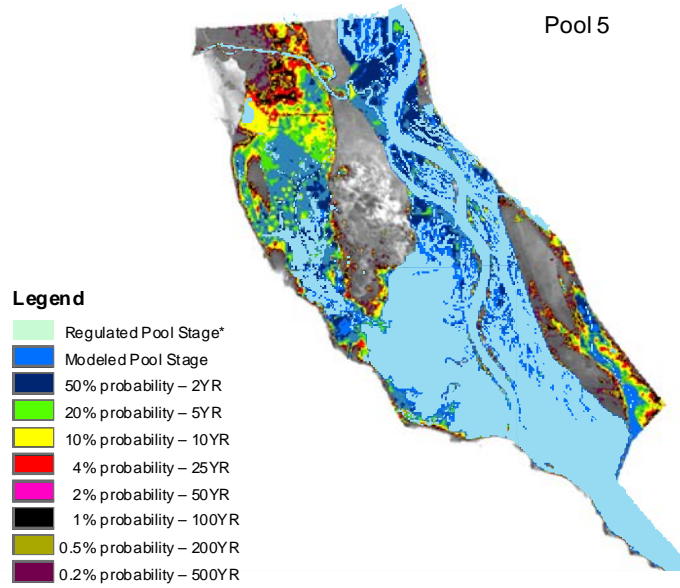 Pool 5
Legend
Regulated Pool Stage*
Modeled Pool Stage
50% probability – 2YR
20% probability – 5YR
10% probability – 10YR
4% probability – 25YR
2% probability – 50YR
1% probability – 100YR
0.5% probability – 200YR
0.2% probability – 500YR